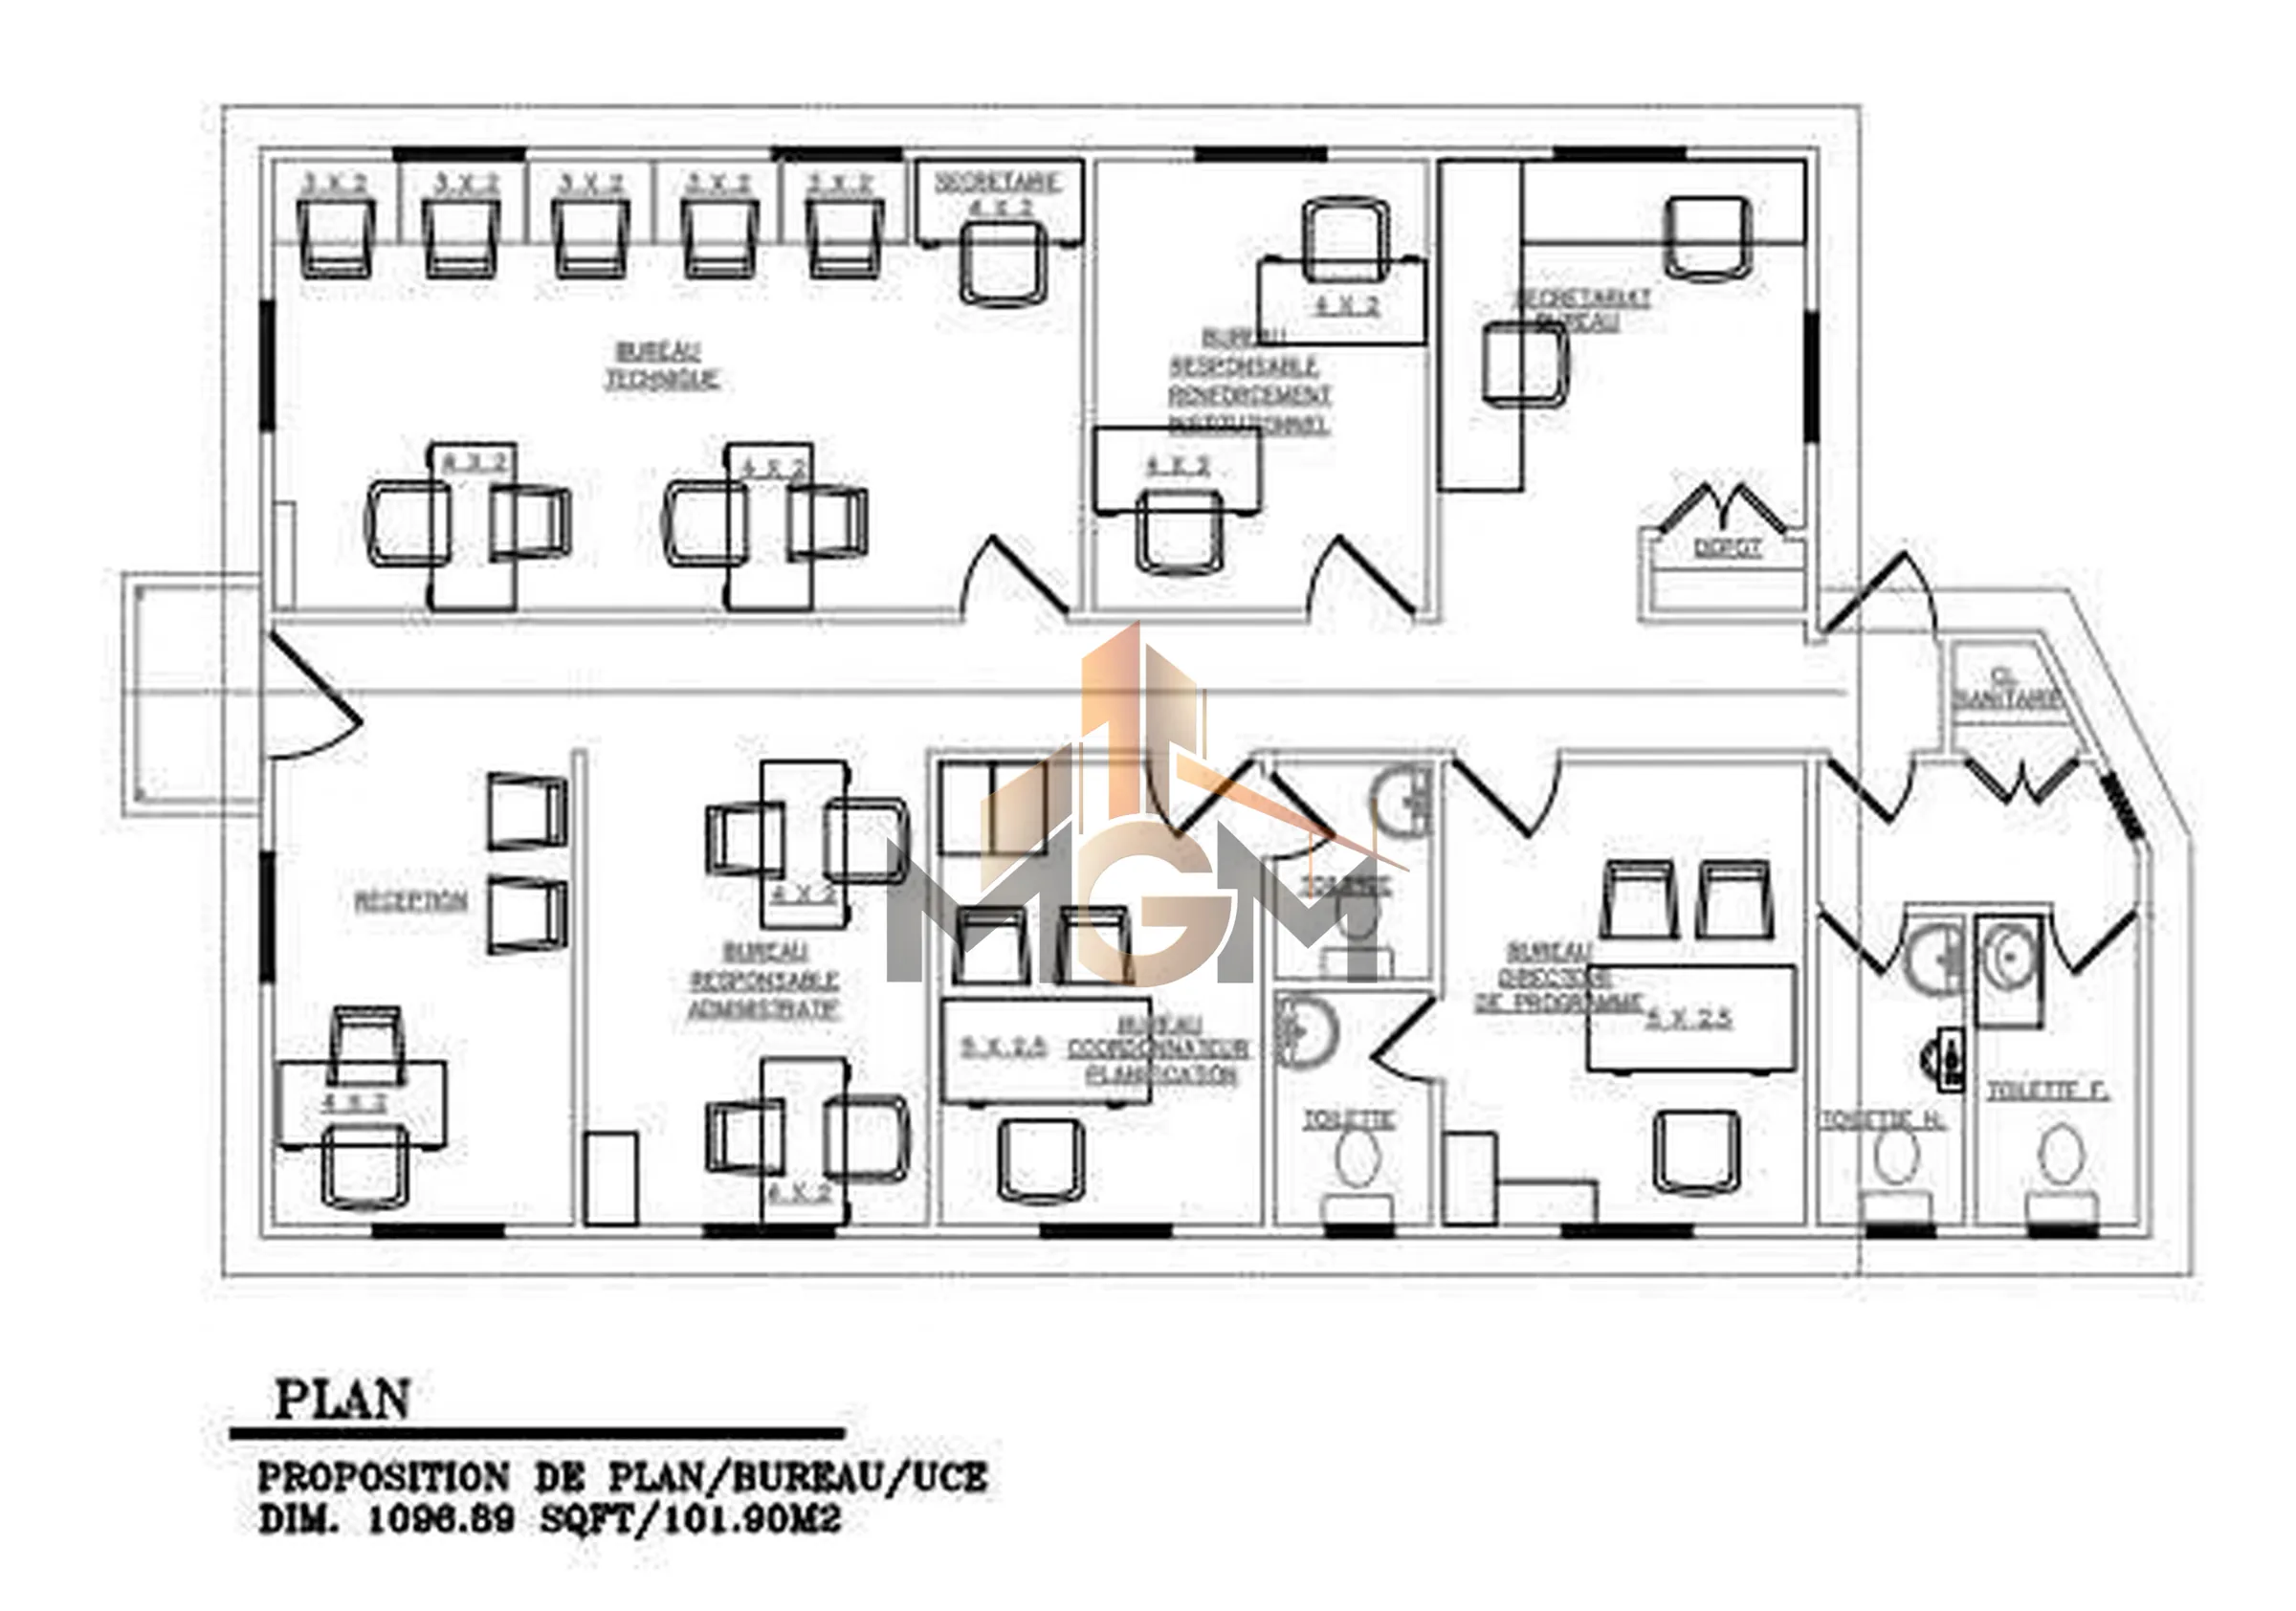 3 X 2
3 X 2
3 X 2
3 X 2
3 X 2
SECRETAIRE
4 X 2
BUREAU
TECHNIQUE
4 X 2
4 X 2
4 X 2
BUREAU
RESPONSABLE
RENFORCEMENT
INSTITUTIONNEL
4 X 2
SECRETARIAT
BUREAU
DEPOT
CL.
SANITAIRE
RECEPTION
4 X 2
4 X 2
BUREAU
RESPONSABLE
ADMINISTRATIF
4 X 2
MGM
5 X 2.5
BUREAU
COORDONNATEUR
PLANIFICATION
TOILETTE
TOILETTE
BUREAU
DIRECTEUR
DE PROGRAMME
5 X 2.5
TOILETTE H.
TOILETTE F.
PLAN
PROPOSITION DE PLAN/BUREAU/UCE
DIM. 1096.89 SQFT/101.90M2